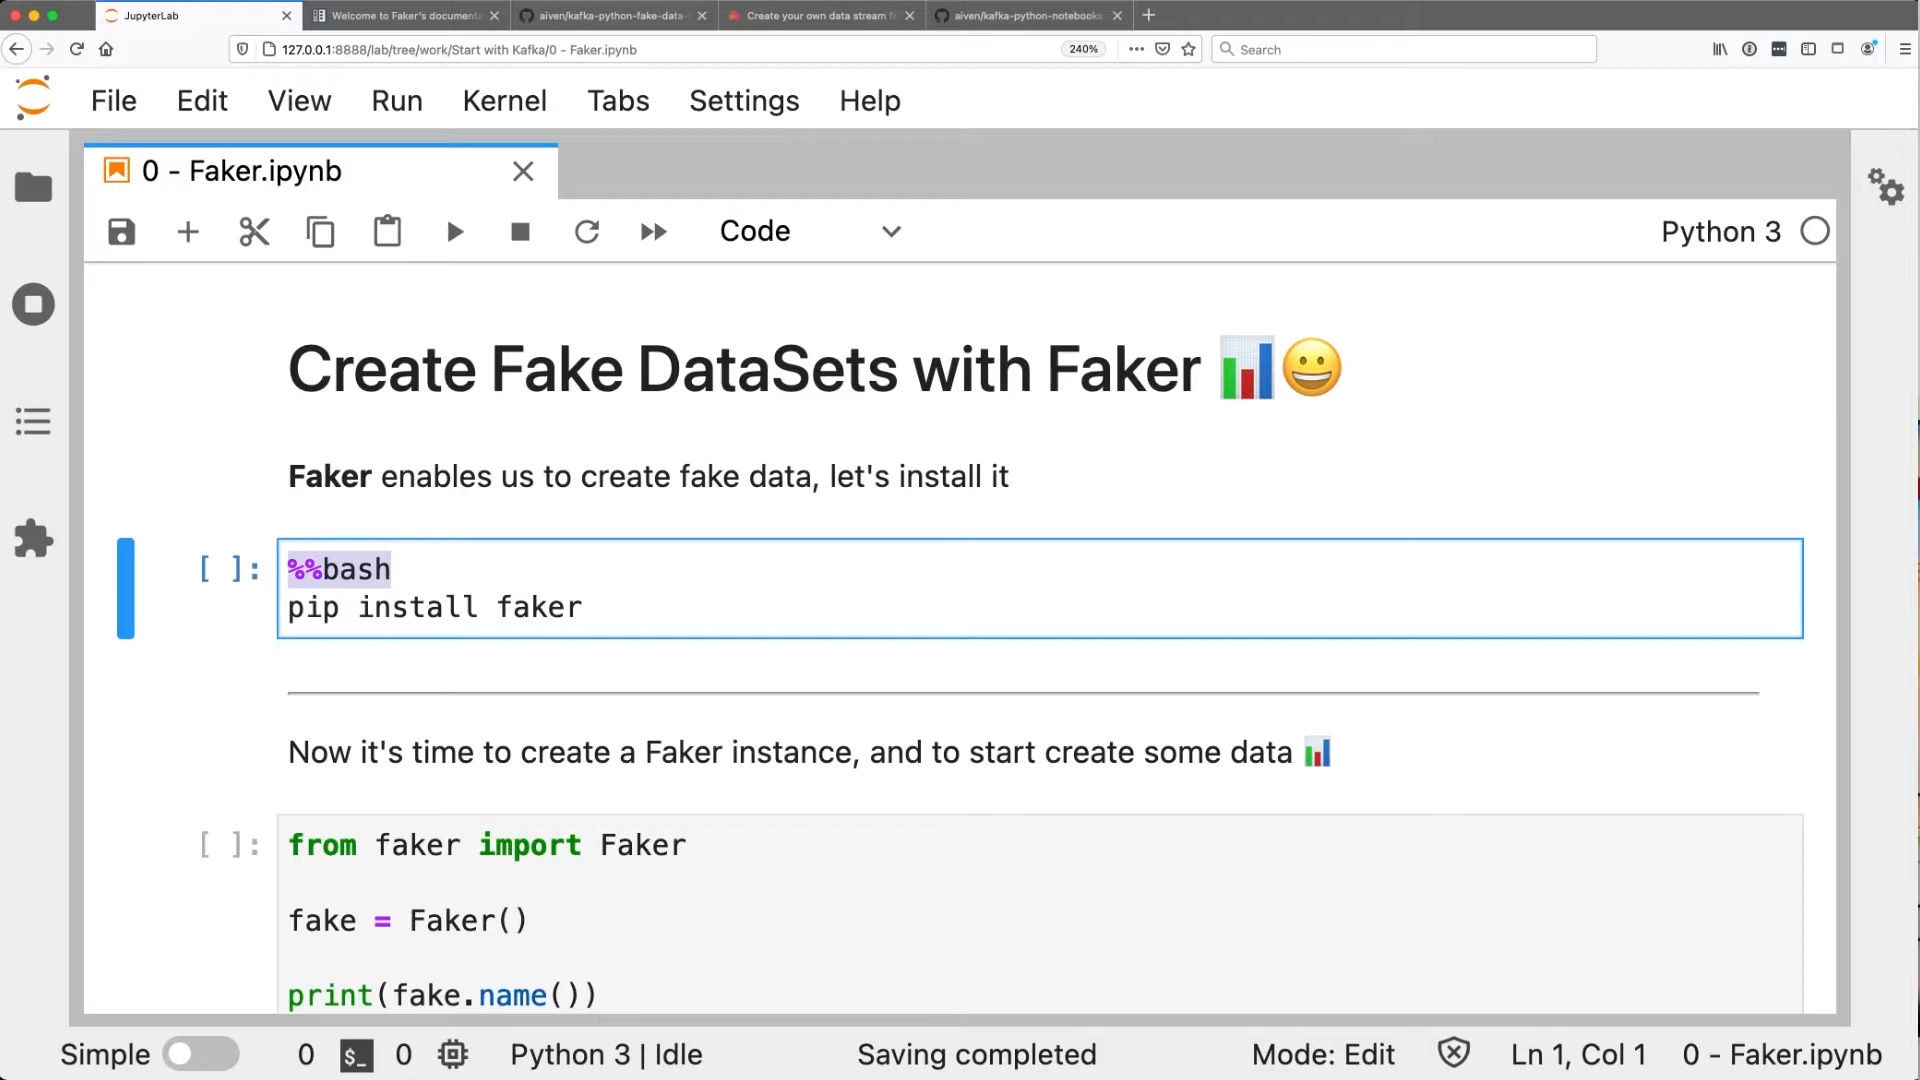 JupyterLab
Welcome to Faker's documenta
aiven/kafka-python-fake-data-
Create your own data stream fo
aiven/kafka-python-notebooks
127.0.0.1:8888/lab/tree/work/Start with Kafka/0 - Faker.ipynb
240%
Search
File Edit View Run Kernel Tabs Settings Help
0 - Faker.ipynb
Code
Python 3
Create Fake DataSets with Faker 📊😀
Faker enables us to create fake data, let's install it
[ ]:
%%bash
pip install faker
Now it's time to create a Faker instance, and to start create some data 📊
[ ]:
from faker import Faker
fake = Faker()
print(fake.name())
Simple 0 $_ 0 Python 3 | Idle Saving completed Mode: Edit Ln 1, Col 1 0 - Faker.ipynb